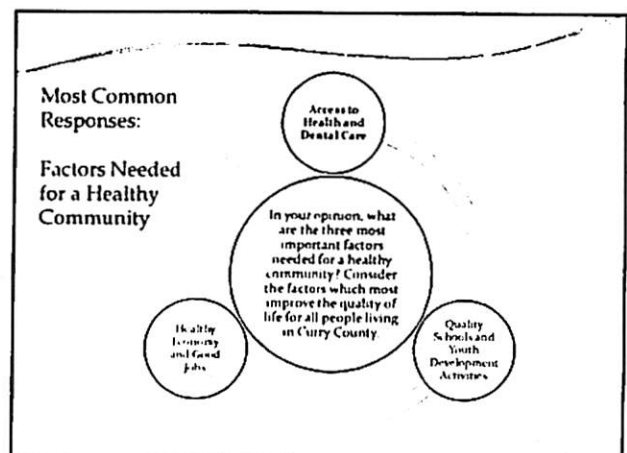 Most Common
Responses:
Factors Needed
for a Healthy
Community
Access to
Health and
Dental Care
In your opinion, what
are the three most
important factors
needed for a healthy
community? Consider
the factors which most
improve the quality of
life for all people living
in Curry County.
Healthy
Economy
and Good
Jobs
Quality
Schools and
Youth
Development
Activities